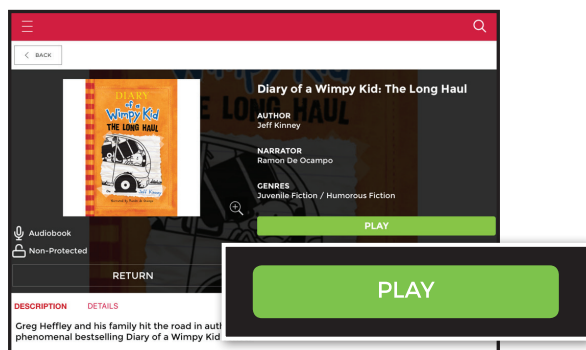 BACK
DIARY
of a
Wimpy Kid
THE LONG HAUL
Jeff Kinney
Diary of a Wimpy Kid: The Long Haul
AUTHOR
Jeff Kinney
NARRATOR
Ramon De Ocampo
GENRES
Juvenile Fiction / Humorous Fiction
PLAY
Audiobook
Non-Protected
RETURN
PLAY
DESCRIPTION DETAILS
Greg Heffley and his family hit the road in
phenomenal bestselling Diary of a Wimpy Kid